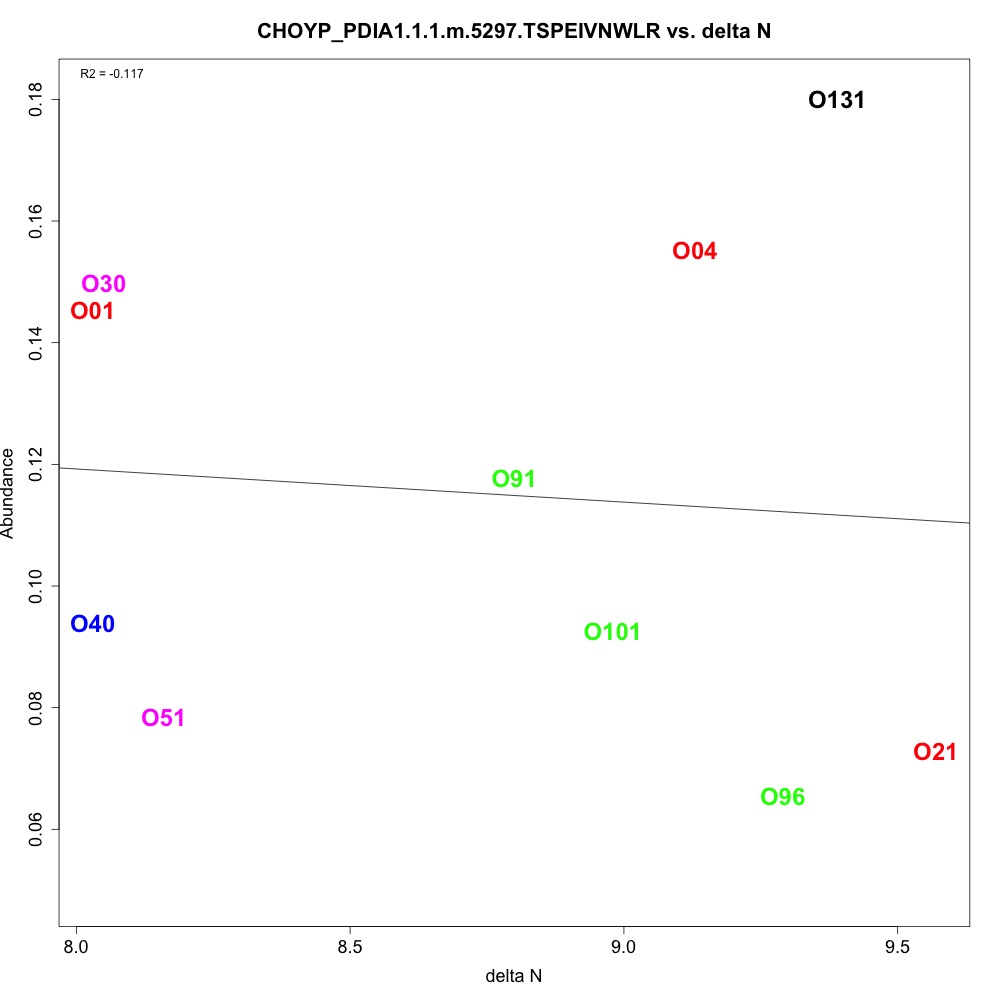 CHOYP_PDIA1.1.1.m.5297.TSPEIVNWLR vs. delta N
R2 = -0.117
0.18
O131
0.16
O04
O30
O01
0.14
0.12
O91
Abundance
0.10
O40
O101
0.08
O51
O21
O96
0.06
8.0
8.5
9.0
9.5
delta N